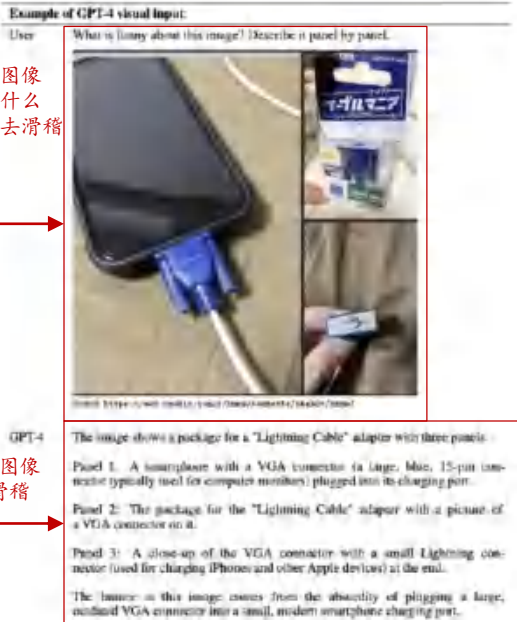 Example of GPT-4 visual input:
User What is funny about this image? Describe it panel by panel.
图像
什么
去滑稽
GPT-4 The image shows a package for a "Lightning Cable" adapter with three panels.
图像
滑稽
Panel 1: A smartphone with a VGA connector (a large, blue, 15-pin con-
nector typically used for computer monitors) plugged into its charging port.
Panel 2: The package for the "Lightning Cable" adapter with a picture of
a VGA connector on it.
Panel 3: A close-up of the VGA connector with a small Lightning con-
nector (used for charging iPhones and other Apple devices) at the end.
The humor in this image comes from the absurdity of plugging a large,
outdated VGA connector into a small, modern smartphone charging port.